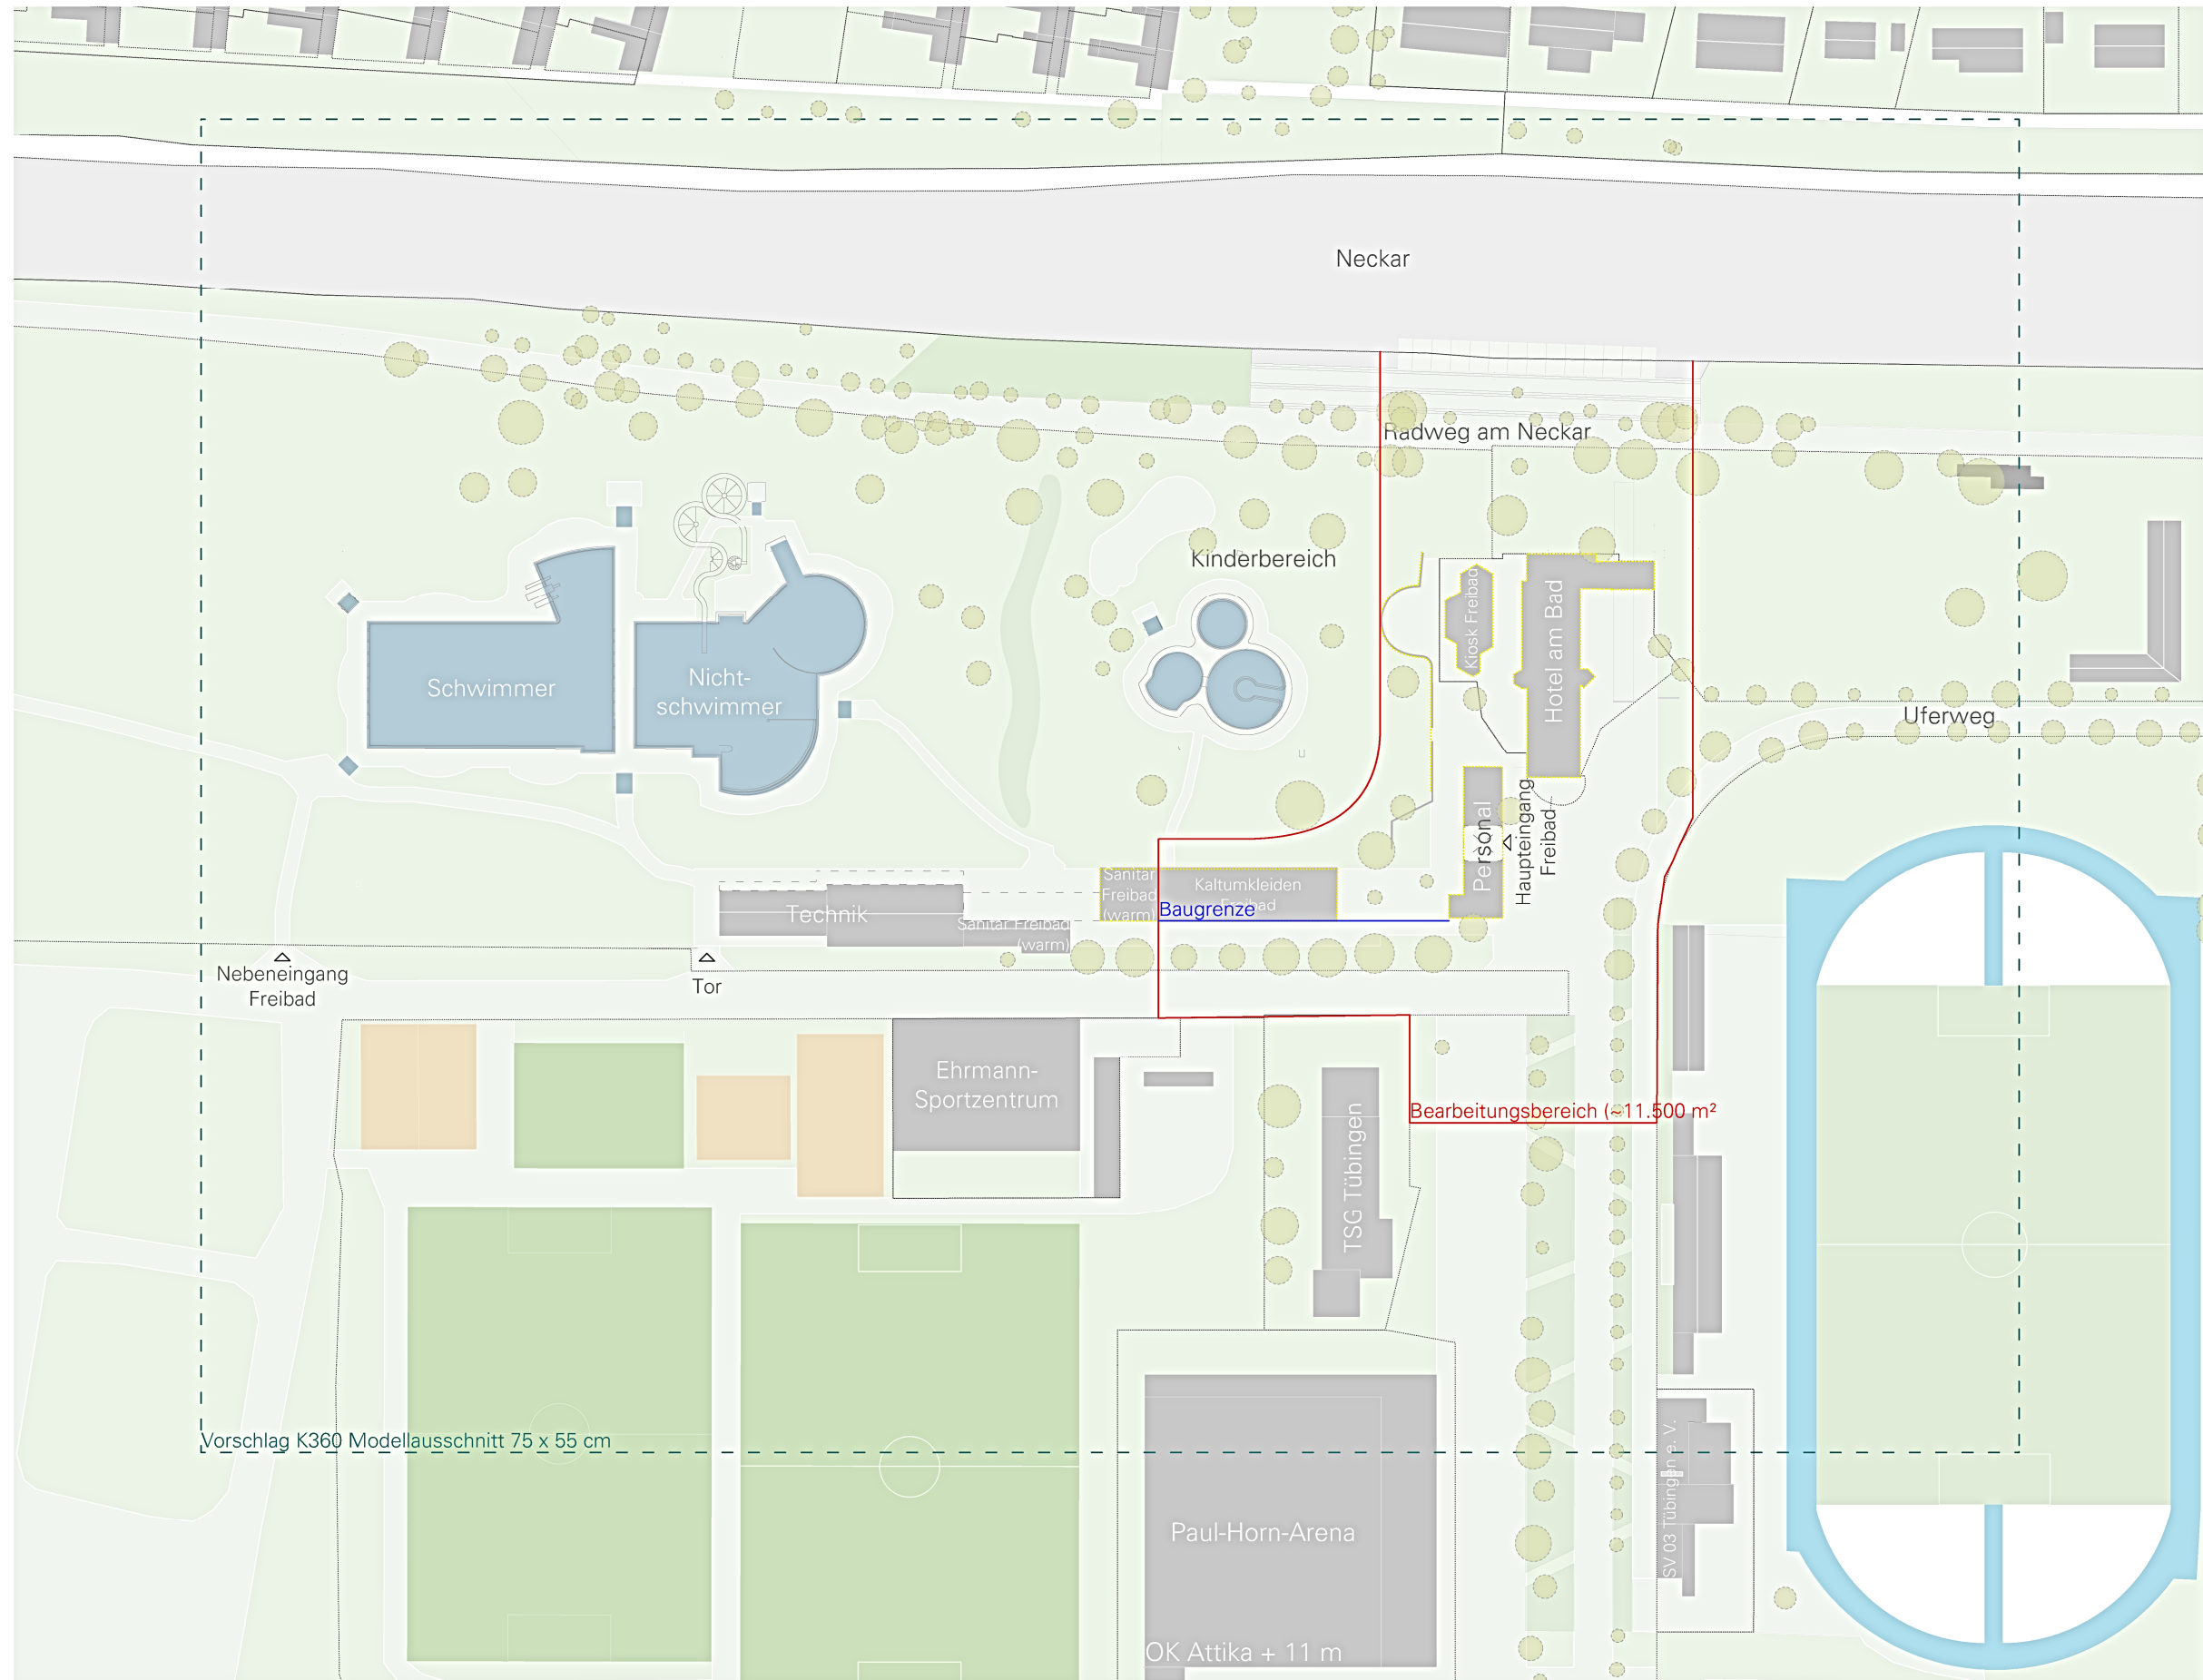 Neckar
Radweg am Neckar
Kinderbereich
Kiosk Freibad
Hotel am Bad
Schwimmer
Nicht-
schwimmer
Uferweg
Personal
Haupteingang
Freibad
Sanitär
Freibad
(warm)
Kaltumkleiden
Freibad
Baugrenze
Technik
Sanitär Freibad
(warm)
Nebeneingang
Freibad
Tor
Ehrmann-
Sportzentrum
Bearbeitungsbereich (~11.500 m²
TSG Tübingen
Vorschlag K360 Modellausschnitt 75 x 55 cm
SV 03 Tübingen e. V.
Paul-Horn-Arena
OK Attika + 11 m